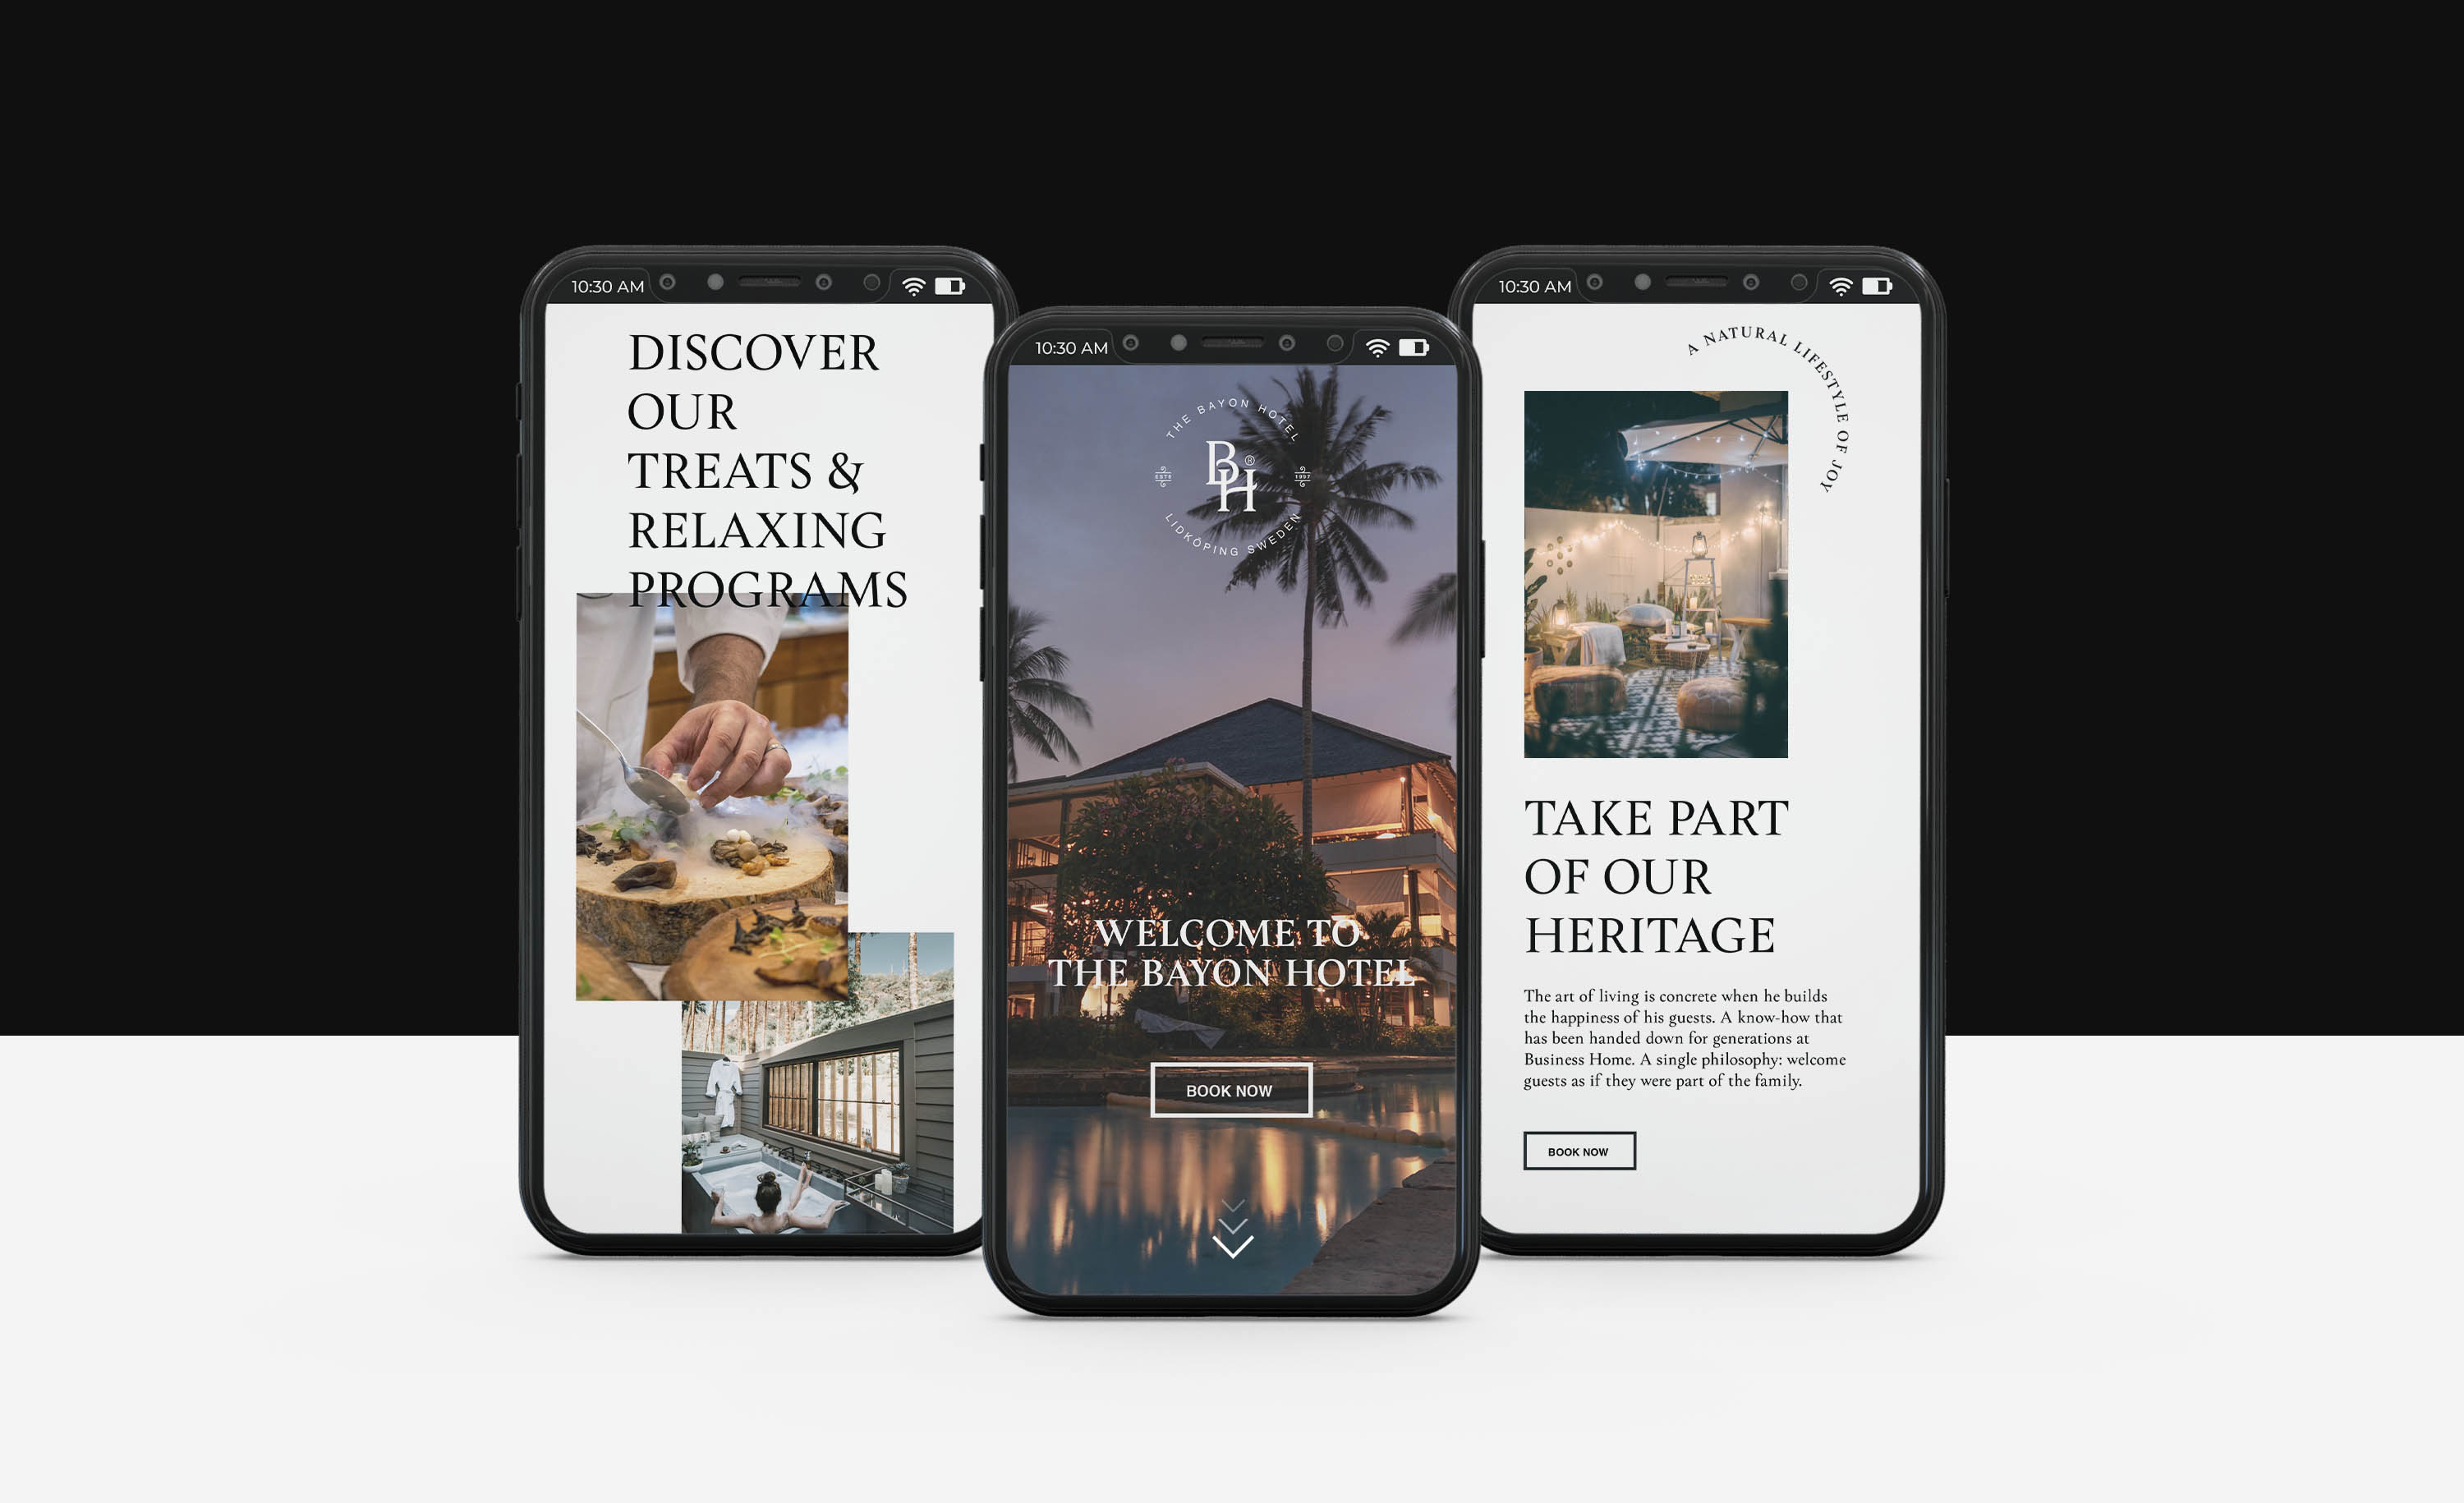 10:30 AM
DISCOVER
OUR
TREATS &
RELAXING
PROGRAMS
10:30 AM
THE BAYON HOTEL
BH®
ESTD 1997
LIDKÖPING SWEDEN
WELCOME TO
THE BAYON HOTEL
BOOK NOW
10:30 AM
A NATURAL LIFESTYLE OF JOY
TAKE PART
OF OUR
HERITAGE
The art of living is concrete when he builds
the happiness of his guests. A know-how that
has been handed down for generations at
Business Home. A single philosophy: welcome
guests as if they were part of the family.
BOOK NOW